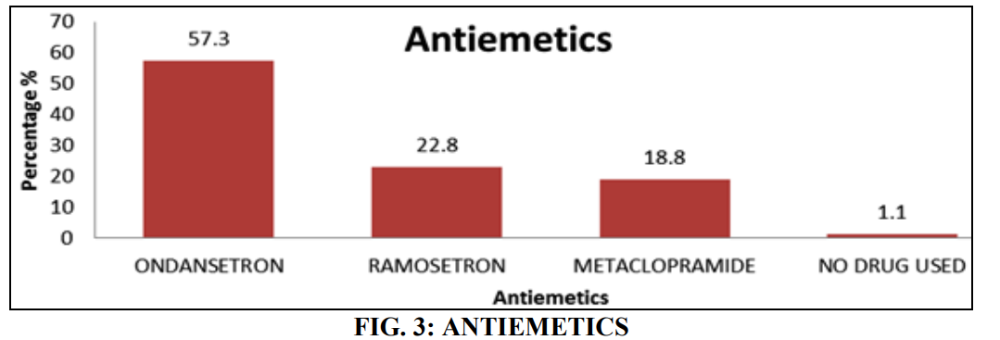 Antiemetics
Percentage %
70
60
50
40
30
20
10
0
57.3
22.8
18.8
1.1
ONDANSETRON
RAMOSETRON
METACLOPRAMIDE
NO DRUG USED
Antiemetics
FIG. 3: ANTIEMETICS